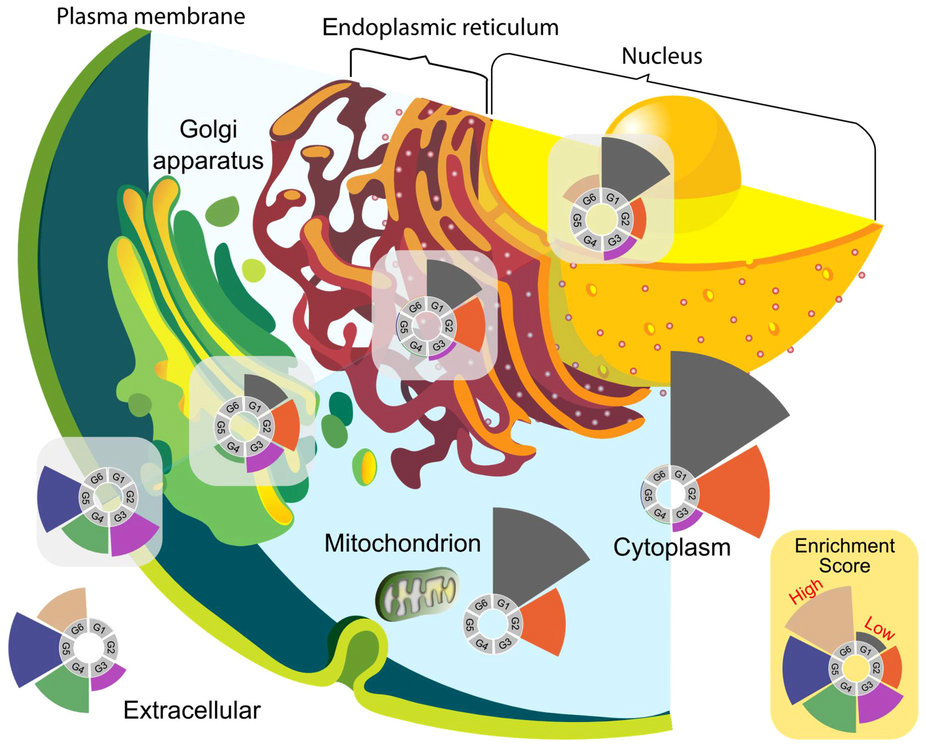 Plasma membrane
Endoplasmic reticulum
Nucleus
Golgi
apparatus
G6 G1
G5 G2
G4 G3
G6 G1
G5 G2
G4 G3
G6 G1
G5 G2
G4 G3
G6 G1
G5 G2
G4 G3
G6 G1
G5 G2
G4 G3
Mitochondrion
Cytoplasm
G6 G1
G5 G2
G4 G3
G6 G1
G5 G2
G4 G3
Extracellular
Enrichment
Score
High
Low
G6 G1
G5 G2
G4 G3